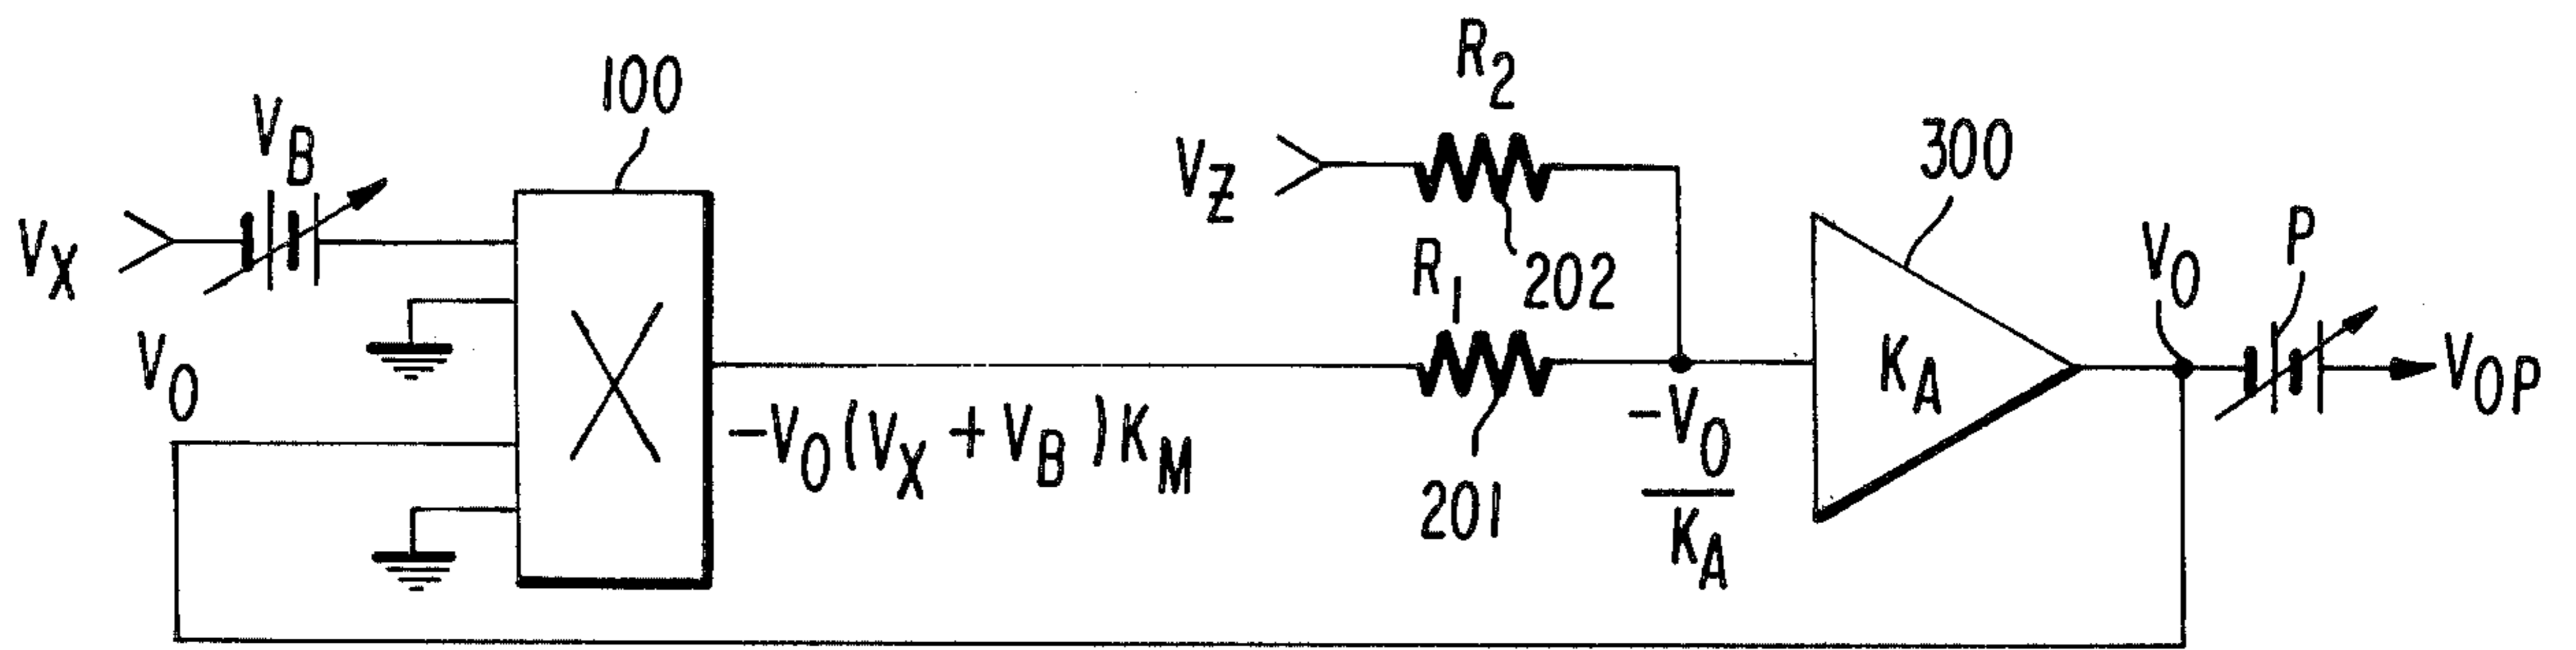 R2
100
VB
300
VZ
VX
P
VO
202
R1
VO
KA
VOP
-VO(VX + VB)KM
-VO
KA
201